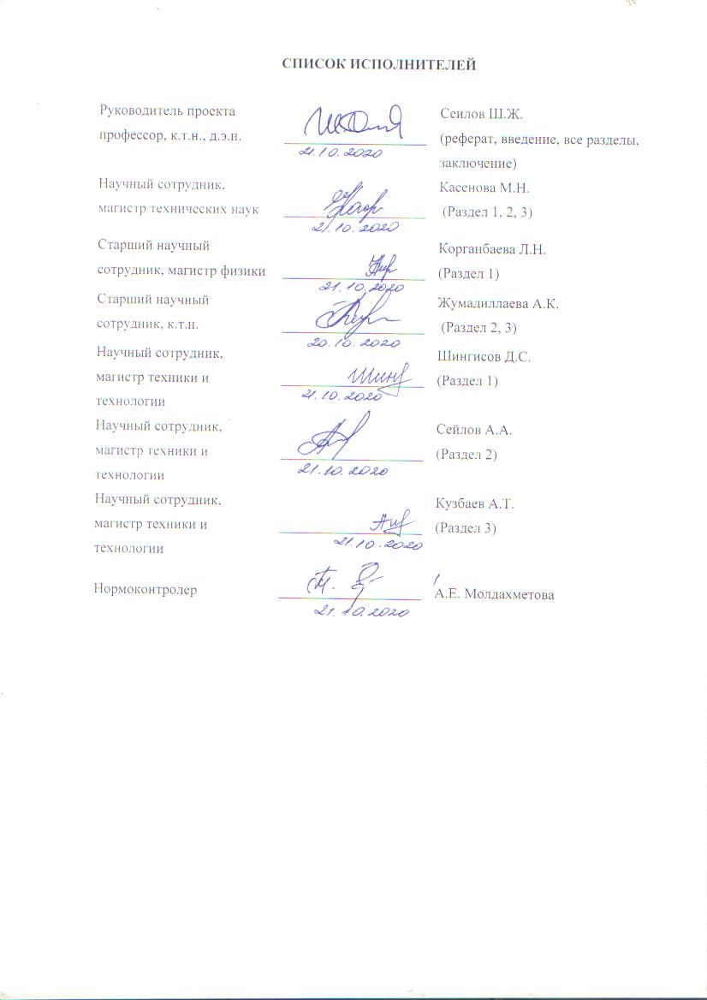 СПИСОК ИСПОЛНИТЕЛЕЙ
Руководитель проекта
профессор, к.т.н., д.э.н.
21.10.2020
Сеилов Ш.Ж.
(реферат, введение, все разделы,
заключение)
Научный сотрудник,
магистр технических наук
21.10.2020
Касенова М.Н.
(Раздел 1, 2, 3)
Старший научный
сотрудник, магистр физики
21.10.2020
Корганбаева Л.Н.
(Раздел 1)
Старший научный
сотрудник, к.т.н.
20.10.2020
Жумадиллаева А.К.
(Раздел 2, 3)
Научный сотрудник,
магистр техники и
технологии
21.10.2020
Шингисов Д.С.
(Раздел 1)
Научный сотрудник,
магистр техники и
технологии
21.10.2020
Сейлов А.А.
(Раздел 2)
Научный сотрудник,
магистр техники и
технологии
21.10.2020
Кузбаев А.Т.
(Раздел 3)
Нормоконтролер
21.10.2020
А.Е. Молдахметова